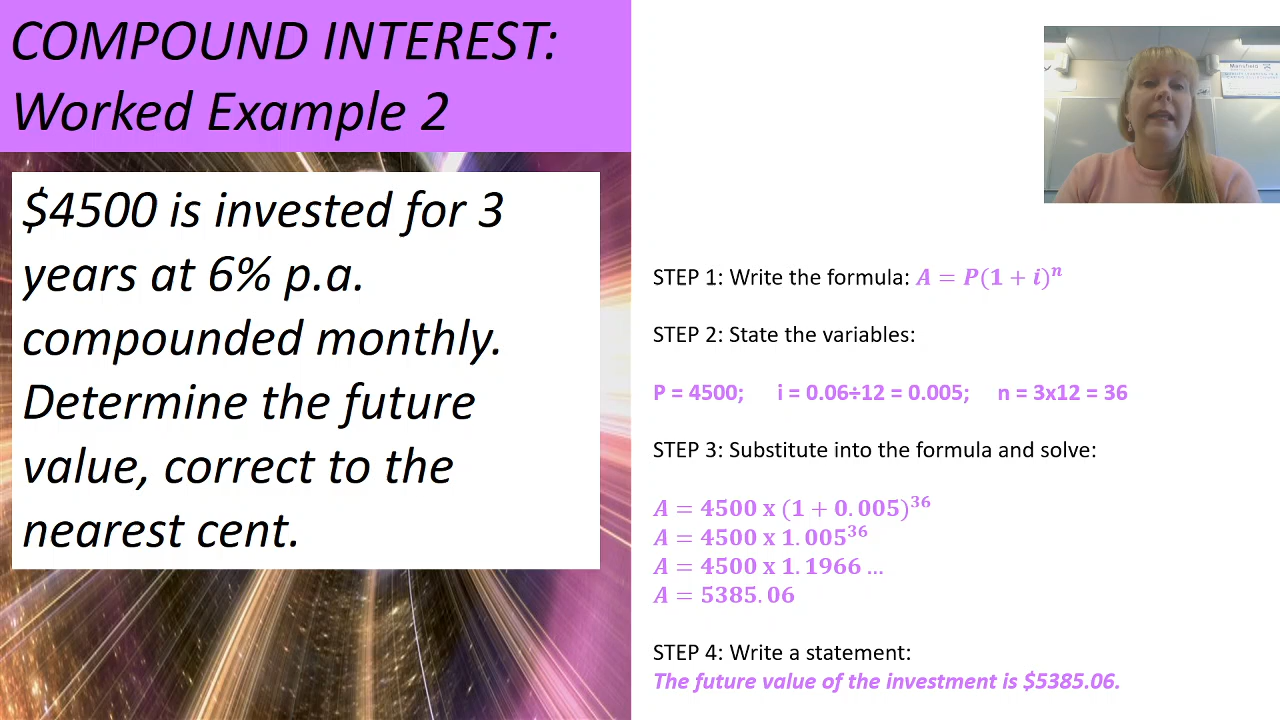 COMPOUND INTEREST:
Worked Example 2
$4500 is invested for 3
years at 6% p.a.
compounded monthly.
Determine the future
value, correct to the
nearest cent.
Mansfield
STEP 1: Write the formula: A = P(1 + i)ⁿ
STEP 2: State the variables:
P = 4500; i = 0.06÷12 = 0.005; n = 3x12 = 36
STEP 3: Substitute into the formula and solve:
A = 4500 x (1 + 0.005)³⁶
A = 4500 x 1.005³⁶
A = 4500 x 1.1966 ...
A = 5385.06
STEP 4: Write a statement:
The future value of the investment is $5385.06.